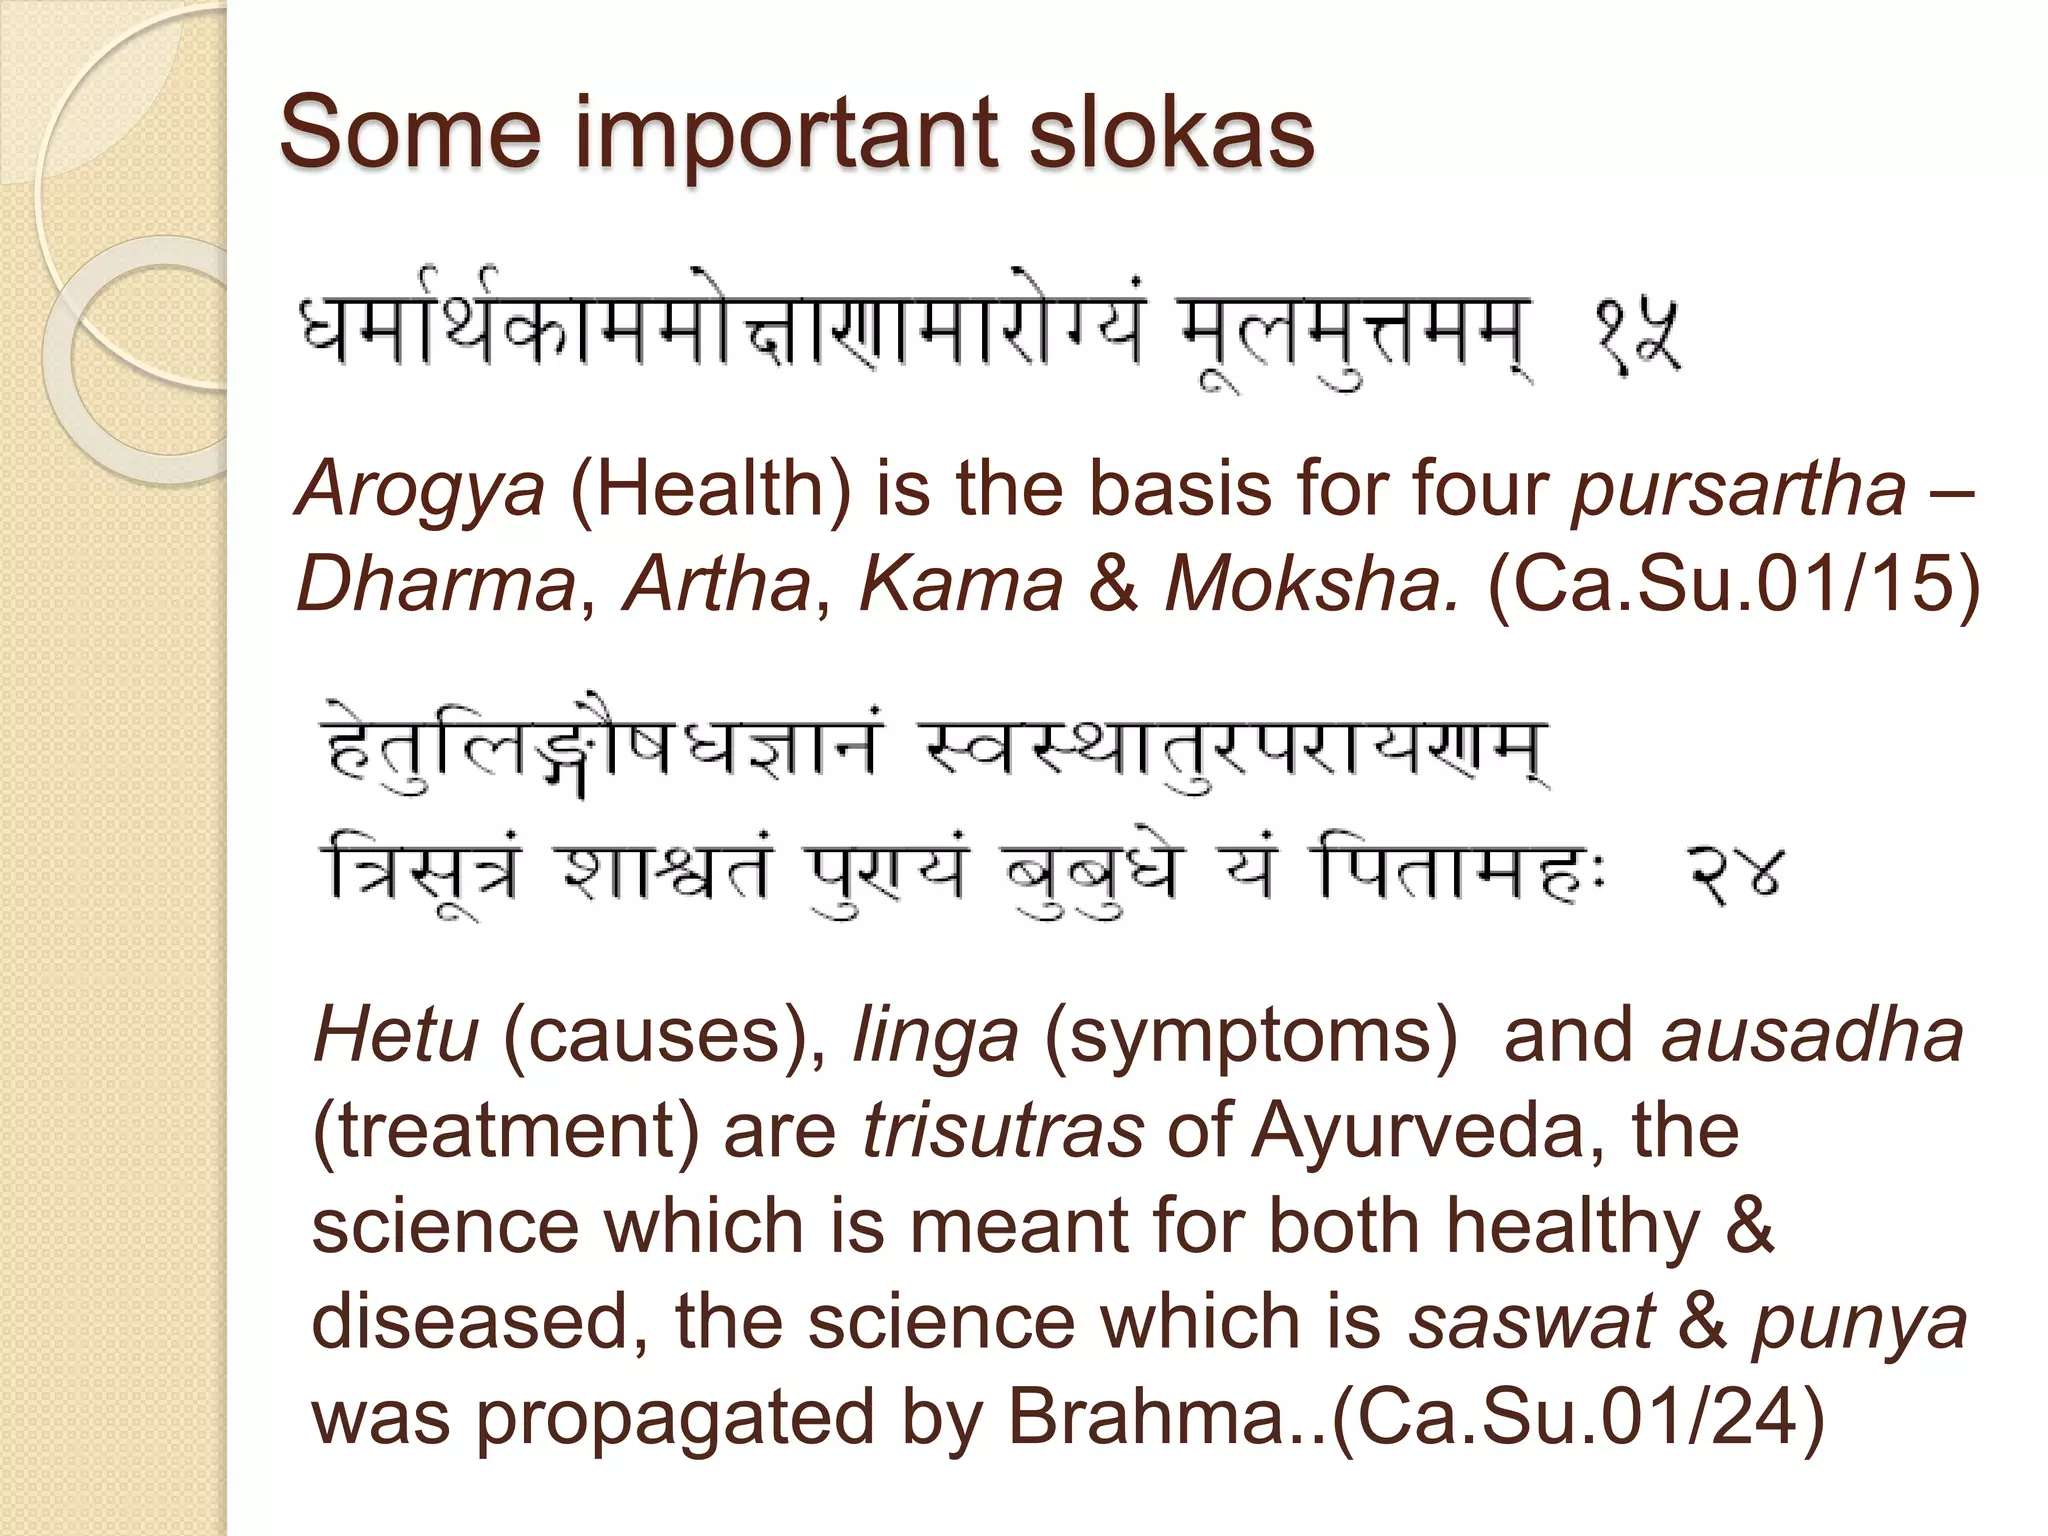 Some important slokas
धर्मार्थकाममोक्षाणामारोग्यं मूलमुत्तमम् १५
Arogya (Health) is the basis for four pursartha –
Dharma, Artha, Kama & Moksha. (Ca.Su.01/15)
हेतुलिङ्गौषधज्ञानं स्वस्थातुरपरायणम्
त्रिसूत्रं शाश्वतं पुण्यं बुबुधे यं पितामहः २४
Hetu (causes), linga (symptoms) and ausadha
(treatment) are trisutras of Ayurveda, the
science which is meant for both healthy &
diseased, the science which is saswat & punya
was propagated by Brahma..(Ca.Su.01/24)